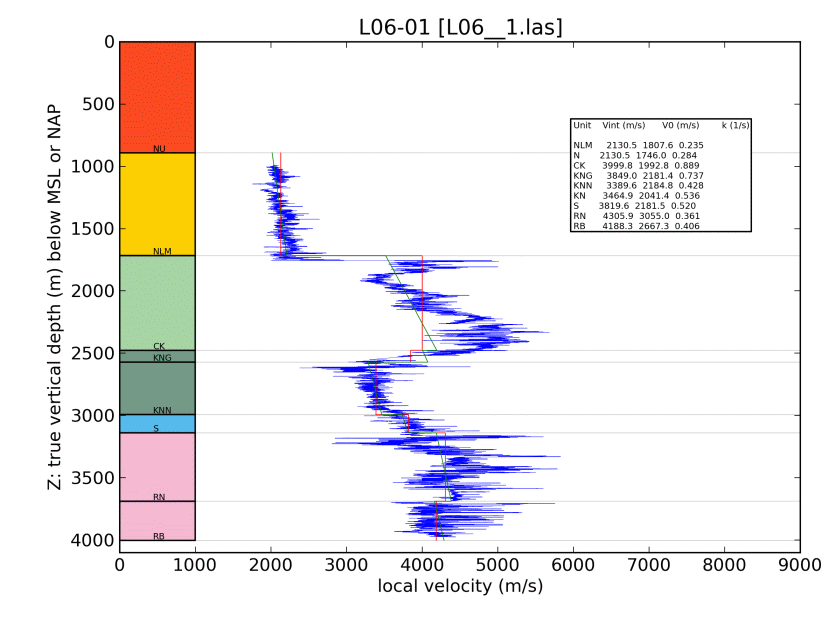 L06-01 [L06__1.las]
Z: true vertical depth (m) below MSL or NAP
0
500
1000
1500
2000
2500
3000
3500
4000
NU
NLM
CK
KNG
KNN
S
RN
RB
Unit Vint (m/s) V0 (m/s) k (1/s)
NLM 2130.5 1807.6 0.235
N 2130.5 1746.0 0.284
CK 3999.8 1992.8 0.889
KNG 3849.0 2181.4 0.737
KNN 3389.6 2184.8 0.428
KN 3464.9 2041.4 0.536
S 3819.6 2181.5 0.520
RN 4305.9 3055.0 0.361
RB 4188.3 2667.3 0.406
0 1000 2000 3000 4000 5000 6000 7000 8000 9000
local velocity (m/s)